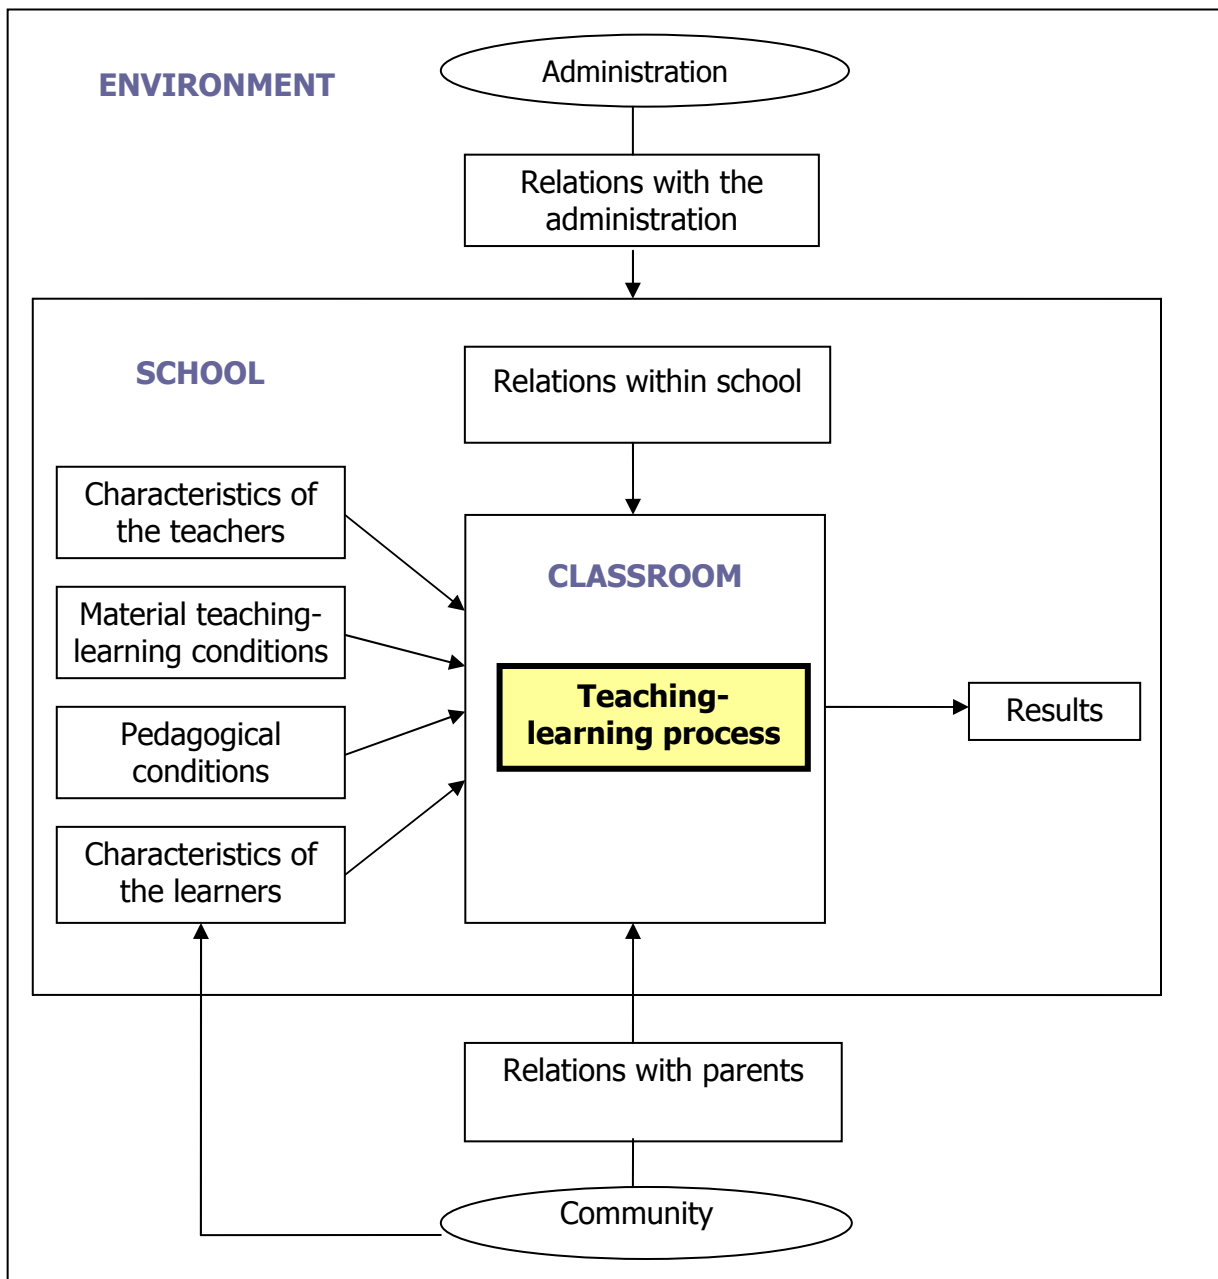 ENVIRONMENT
Administration
Relations with the
administration
SCHOOL
Relations within school
Characteristics of
the teachers
CLASSROOM
Material teaching-
learning conditions
Teaching-
learning process
Results
Pedagogical
conditions
Characteristics of
the learners
Relations with parents
Community